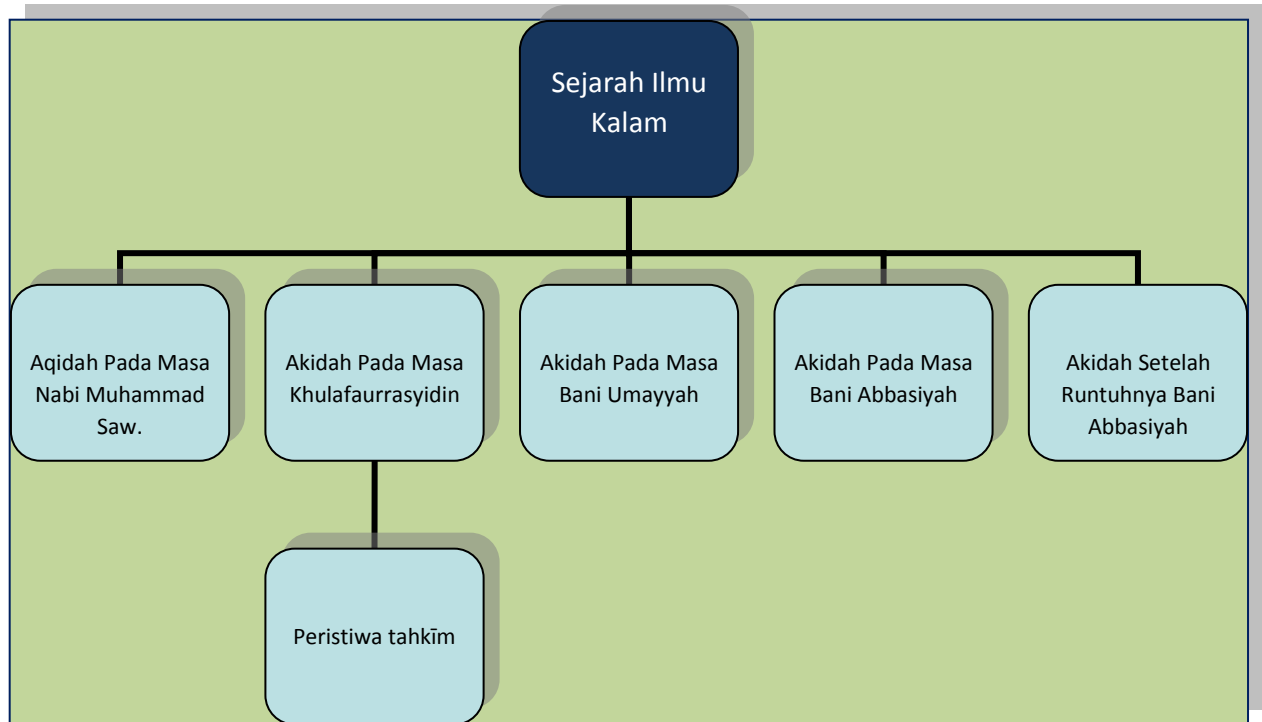 Sejarah Ilmu
Kalam
Aqidah Pada Masa
Nabi Muhammad
Saw.
Akidah Pada Masa
Khulafaurrasyidin
Akidah Pada Masa
Bani Umayyah
Akidah Pada Masa
Bani Abbasiyah
Akidah Setelah
Runtuhnya Bani
Abbasiyah
Peristiwa tahkīm